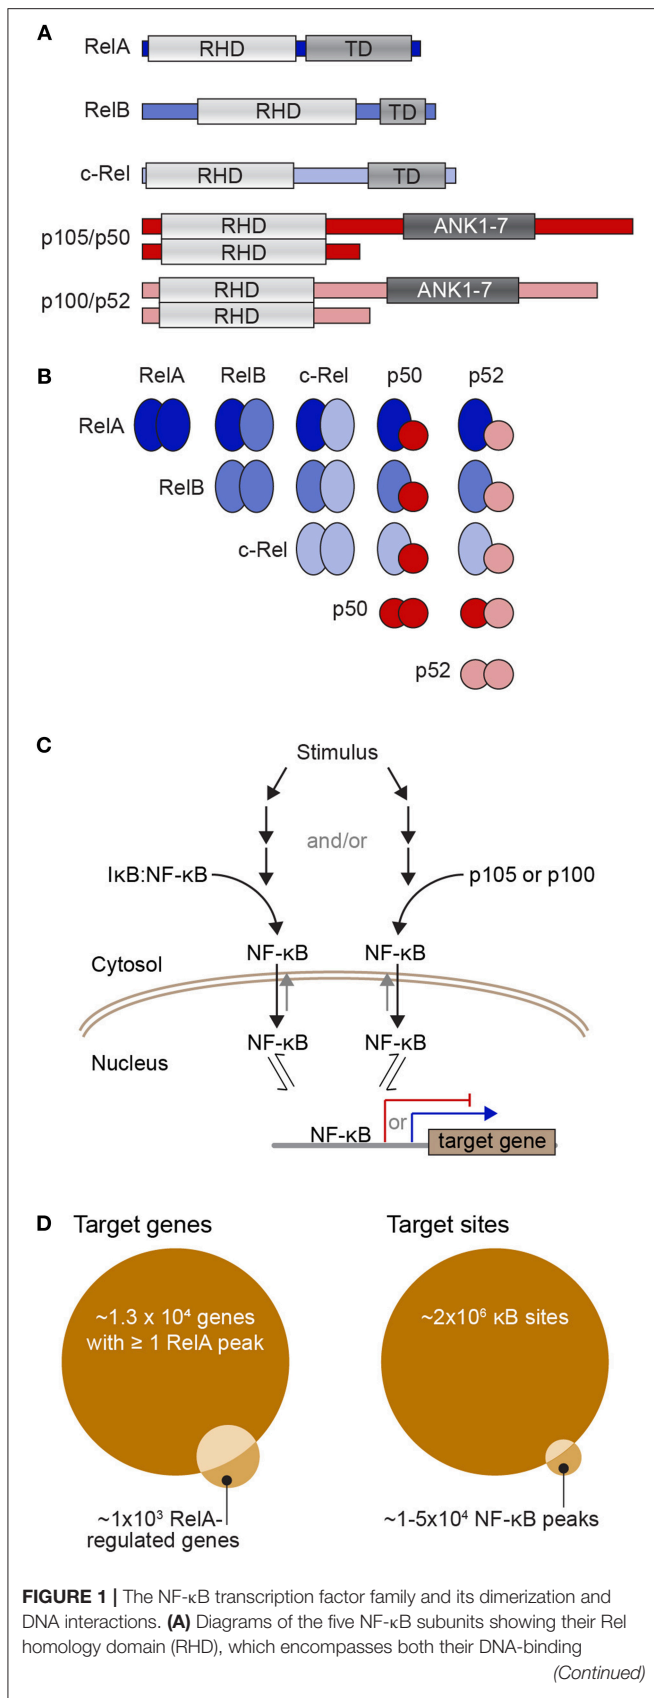 A
RelA RHD TD
RelB RHD TD
c-Rel RHD TD
p105/p50 RHD ANK1-7
RHD
p100/p52 RHD ANK1-7
RHD
B
RelA RelB c-Rel p50 p52
RelA
RelB
c-Rel
p50
p52
C
Stimulus
and/or
IκB:NF-κB p105 or p100
NF-κB NF-κB
Cytosol
NF-κB NF-κB
Nucleus
NF-κB or target gene
D Target genes Target sites
~1.3 x 10⁴ genes
with ≥ 1 RelA peak
~2x10⁶ κB sites
~1x10³ RelA-
regulated genes
~1-5x10⁴ NF-κB peaks
FIGURE 1 | The NF-κB transcription factor family and its dimerization and
DNA interactions. (A) Diagrams of the five NF-κB subunits showing their Rel
homology domain (RHD), which encompasses both their DNA-binding
(Continued)